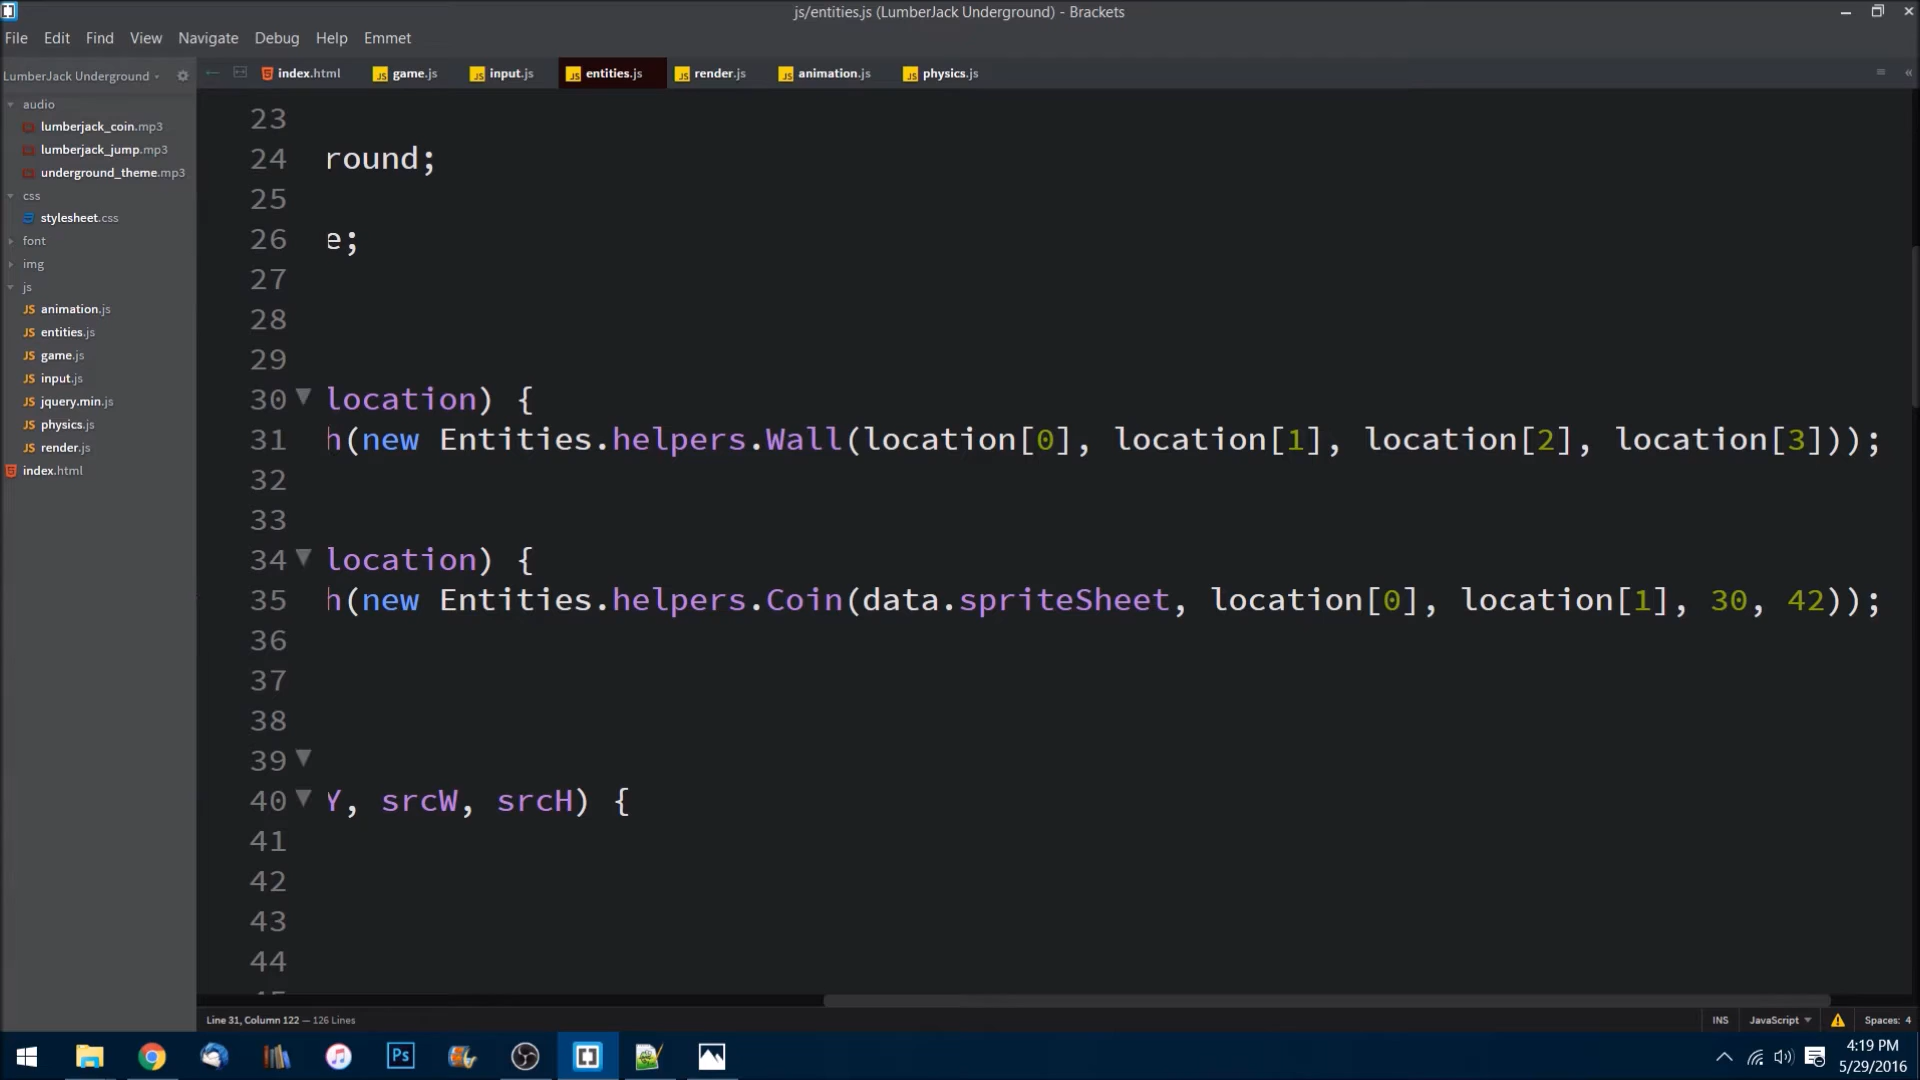 js/entities.js (LumberJack Underground) - Brackets
File Edit Find View Navigate Debug Help Emmet
LumberJack Underground
index.html game.js input.js entities.js render.js animation.js physics.js
audio
lumberjack_coin.mp3
lumberjack_jump.mp3
underground_theme.mp3
css
stylesheet.css
font
img
js
animation.js
entities.js
game.js
input.js
jquery.min.js
physics.js
render.js
index.html
23
24 round;
25
26 e;
27
28
29
30 location) {
31 h(new Entities.helpers.Wall(location[0], location[1], location[2], location[3]));
32
33
34 location) {
35 h(new Entities.helpers.Coin(data.spriteSheet, location[0], location[1], 30, 42));
36
37
38
39
40 Y, srcW, srcH) {
41
42
43
44
Line 31, Column 122 — 126 Lines
INS JavaScript Spaces: 4
Ps
4:19 PM
5/29/2016